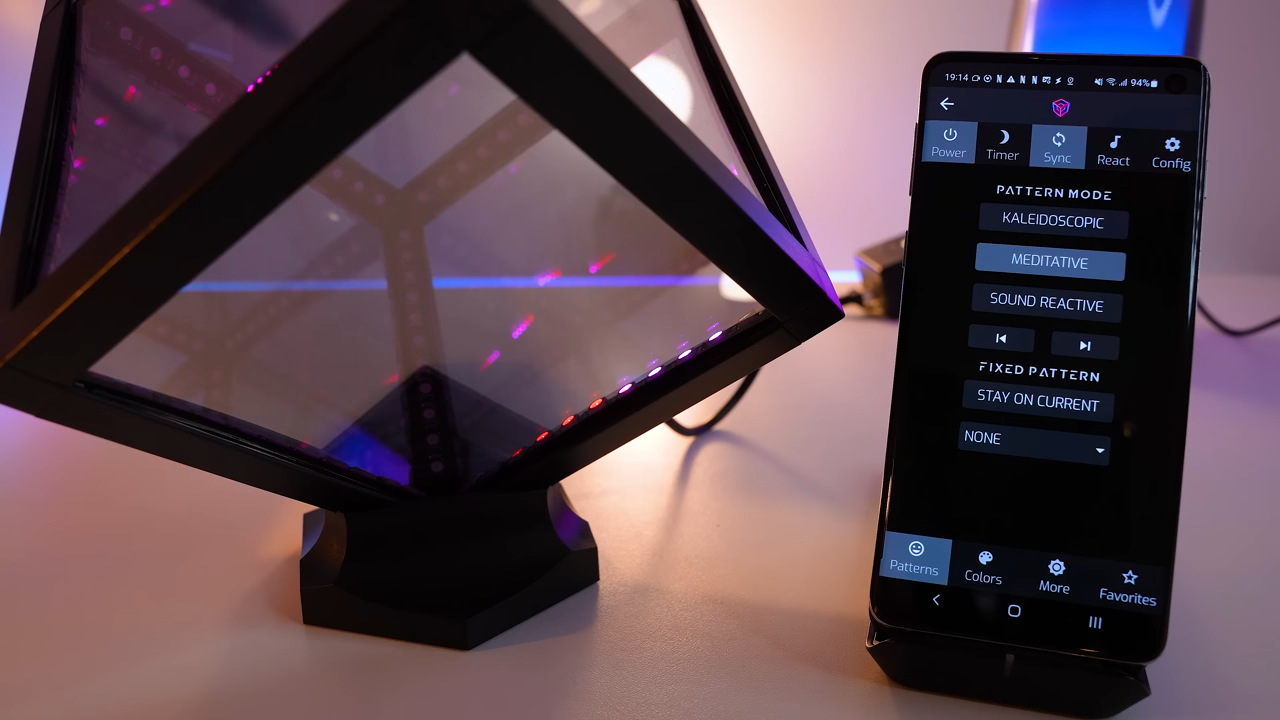 19:14 N N N 94%
Power Timer Sync React Config
PATTERN MODE
KALEIDOSCOPIC
MEDITATIVE
SOUND REACTIVE
FIXED PATTERN
STAY ON CURRENT
NONE
Patterns Colors More Favorites